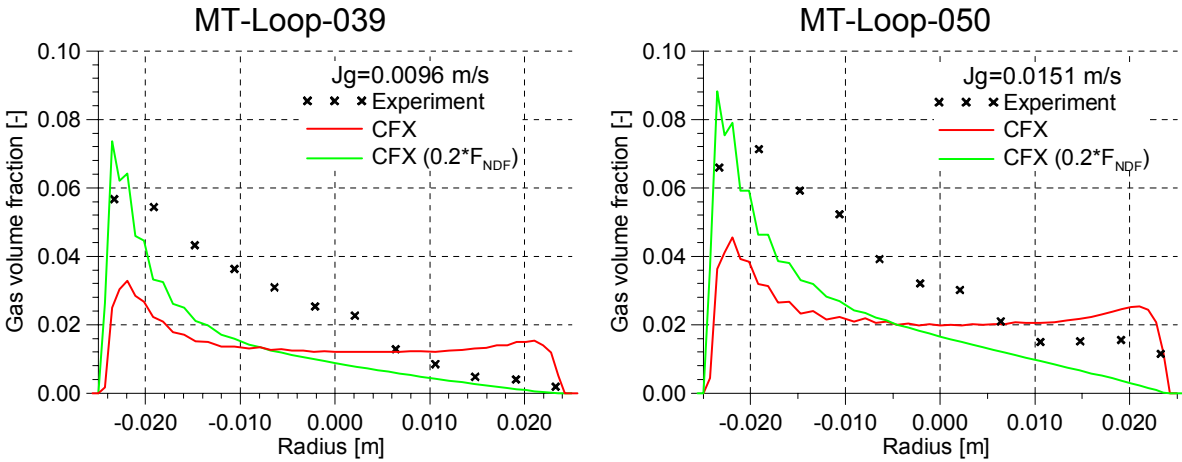 MT-Loop-039
Jg=0.0096 m/s
Experiment
CFX
CFX (0.2*F_NDF)
Gas volume fraction [-]
0.10
0.08
0.06
0.04
0.02
0.00
-0.020
-0.010
0.000
0.010
0.020
Radius [m]
MT-Loop-050
Jg=0.0151 m/s
Experiment
CFX
CFX (0.2*F_NDF)
Gas volume fraction [-]
0.10
0.08
0.06
0.04
0.02
0.00
-0.020
-0.010
0.000
0.010
0.020
Radius [m]